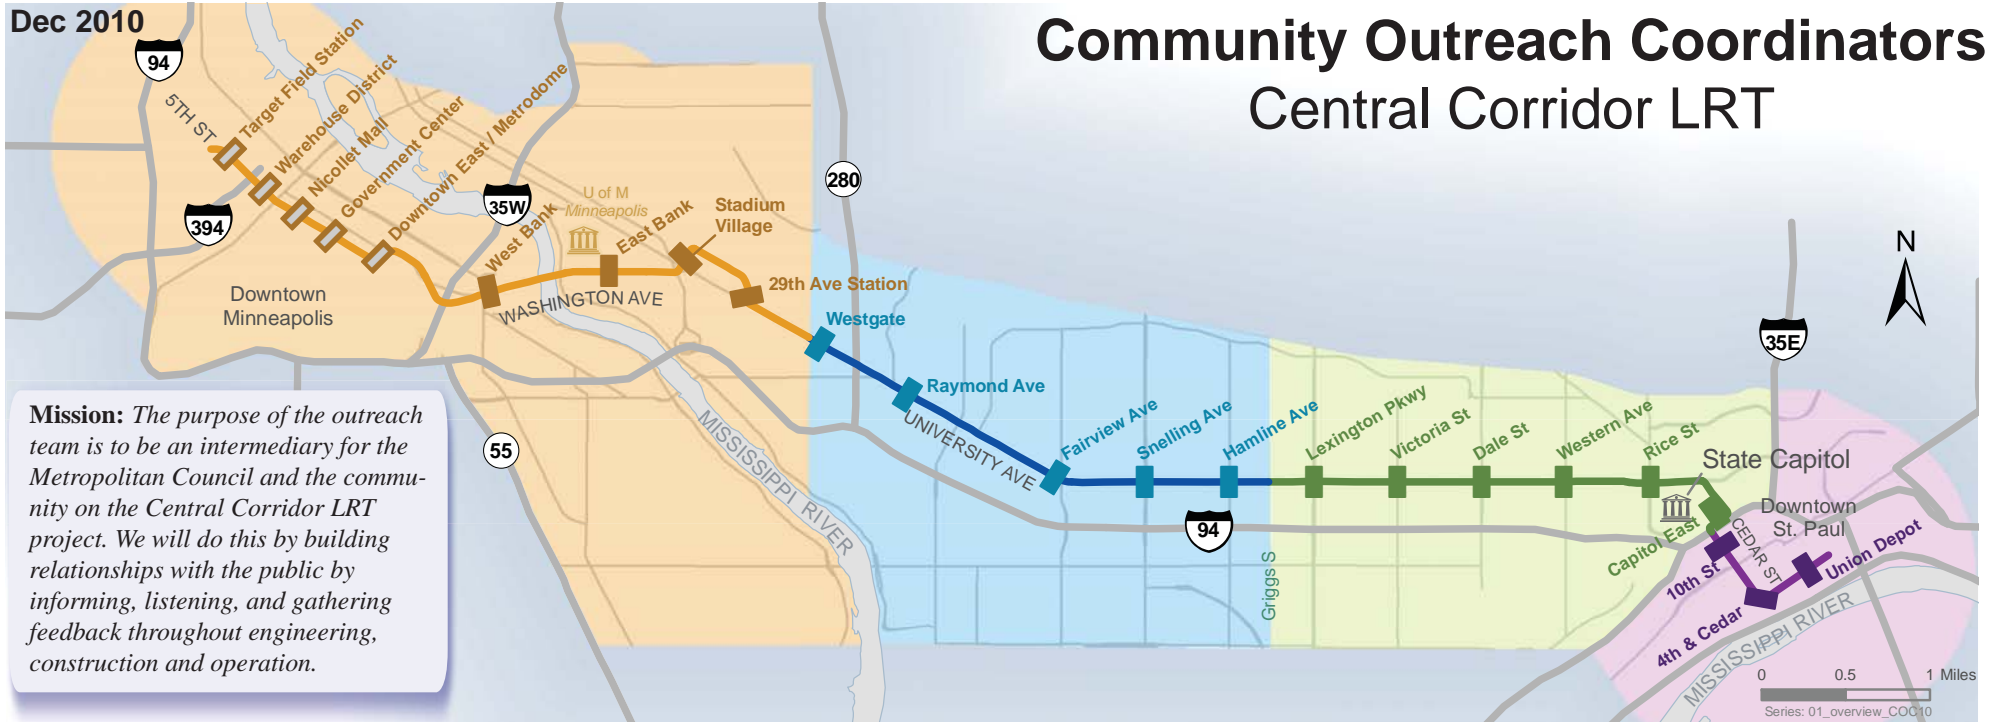 Dec 2010
Community Outreach Coordinators
Central Corridor LRT
94
5TH ST
394
Target Field Station
Warehouse District
Nicollet Mall
Government Center
Downtown East / Metrodome
35W
West Bank
U of M
Minneapolis
East Bank
Stadium
Village
280
29th Ave Station
WASHINGTON AVE
Downtown
Minneapolis
Westgate
Raymond Ave
UNIVERSITY AVE
Fairview Ave
Snelling Ave
Hamline Ave
Lexington Pkwy
Victoria St
Dale St
Western Ave
Rice St
State Capitol
35E
N
Downtown
St. Paul
Capitol East
CEDAR ST
10th St
Union Depot
4th & Cedar
MISSISSIPPI RIVER
94
Griggs S
55
MISSISSIPPI RIVER
Mission: The purpose of the outreach
team is to be an intermediary for the
Metropolitan Council and the commu-
nity on the Central Corridor LRT
project. We will do this by building
relationships with the public by
informing, listening, and gathering
feedback throughout engineering,
construction and operation.
0 0.5 1 Miles
Series: 01_overview_COC10